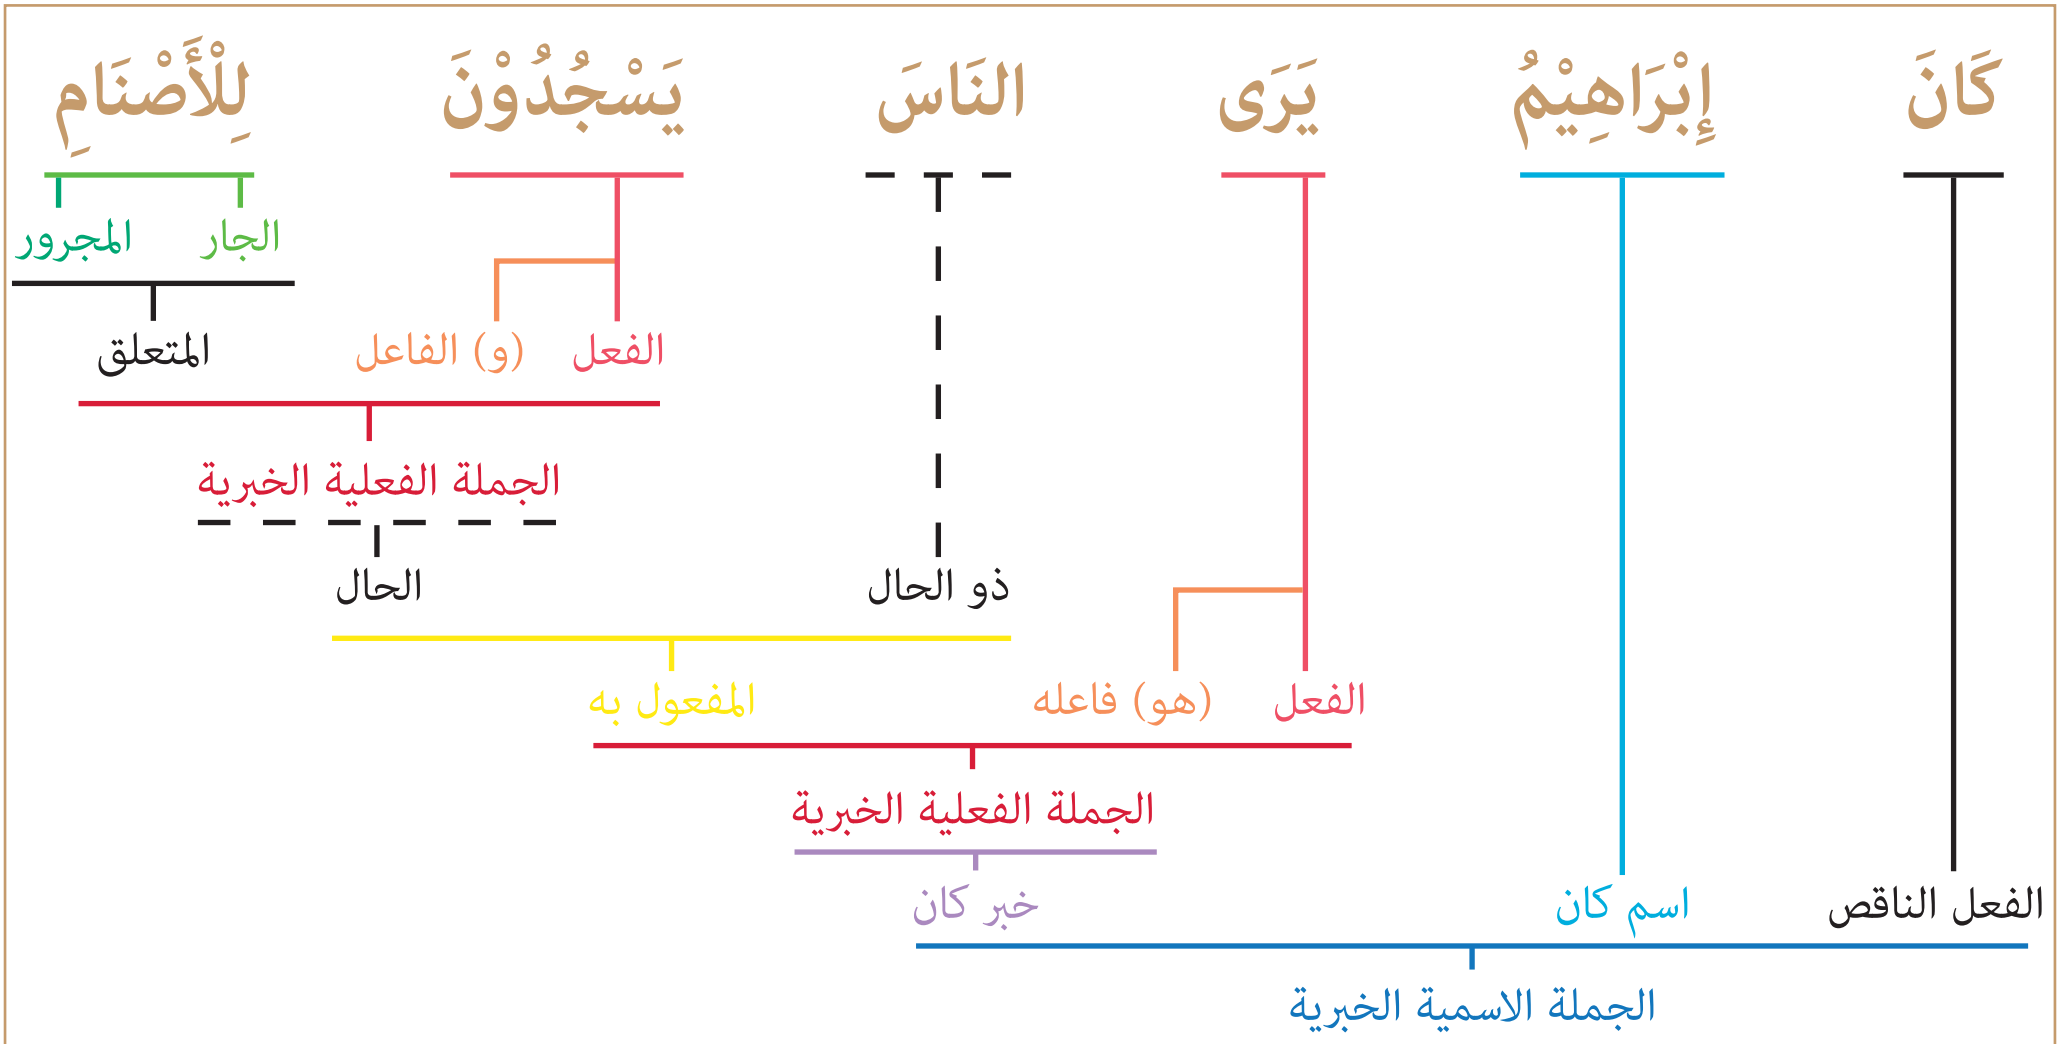 كَانَ إِبْرَاهِيْمُ يَرَى النَاسَ يَسْجُدُوْنَ لِلْأَصْنَامِ
الجار المجرور
الفعل (و) الفاعل المتعلق
الجملة الفعلية الخبرية
ذو الحال الحال
الفعل (هو) فاعله المفعول به
الجملة الفعلية الخبرية
الفعل الناقص اسم كان خبر كان
الجملة الاسمية الخبرية